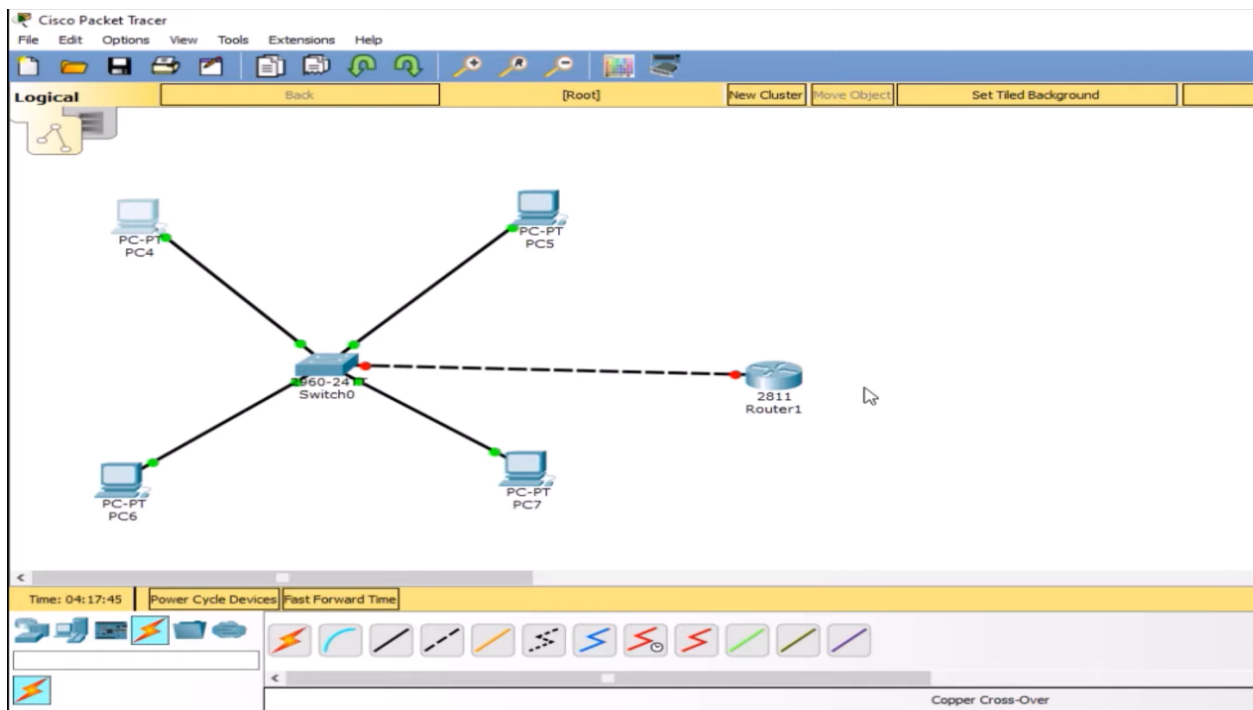 Cisco Packet Tracer
File Edit Options View Tools Extensions Help
Logical Back [Root] New Cluster Move Object Set Tiled Background
PC-PT
PC4
PC-PT
PC5
2960-24TT
Switch0
2811
Router1
PC-PT
PC6
PC-PT
PC7
Time: 04:17:45 Power Cycle Devices Fast Forward Time
Copper Cross-Over